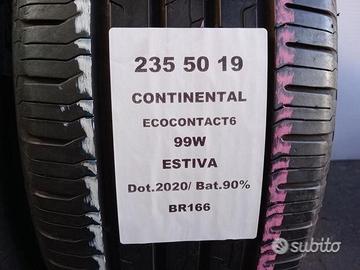 235 50 19
CONTINENTAL
ECOCONTACT6
99W
ESTIVA
Dot.2020/ Bat.90%
BR166
subito